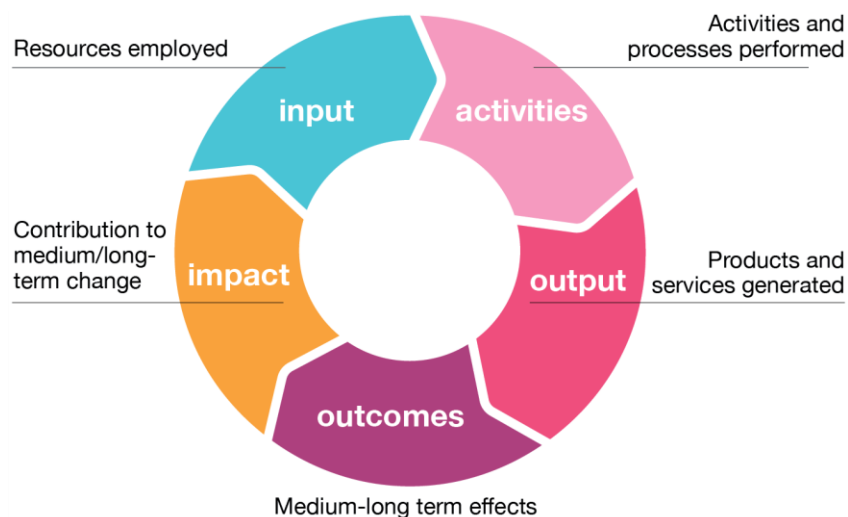 Resources employed
input
Activities and
processes performed
activities
Products and
services generated
output
outcomes
Medium-long term effects
Contribution to
medium/long-
term change
impact